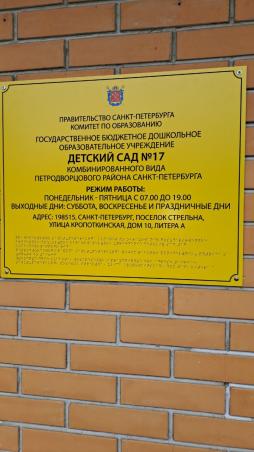 ПРАВИТЕЛЬСТВО САНКТ-ПЕТЕРБУРГА
КОМИТЕТ ПО ОБРАЗОВАНИЮ
ГОСУДАРСТВЕННОЕ БЮДЖЕТНОЕ ДОШКОЛЬНОЕ
ОБРАЗОВАТЕЛЬНОЕ УЧРЕЖДЕНИЕ
ДЕТСКИЙ САД №17
КОМБИНИРОВАННОГО ВИДА
ПЕТРОДВОРЦОВОГО РАЙОНА САНКТ-ПЕТЕРБУРГА
РЕЖИМ РАБОТЫ:
ПОНЕДЕЛЬНИК - ПЯТНИЦА С 07.00 ДО 19.00
ВЫХОДНЫЕ ДНИ: СУББОТА, ВОСКРЕСЕНЬЕ И ПРАЗДНИЧНЫЕ ДНИ
АДРЕС: 198515, САНКТ-ПЕТЕРБУРГ, ПОСЕЛОК СТРЕЛЬНА,
УЛИЦА КРОПОТКИНСКАЯ, ДОМ 10, ЛИТЕРА А